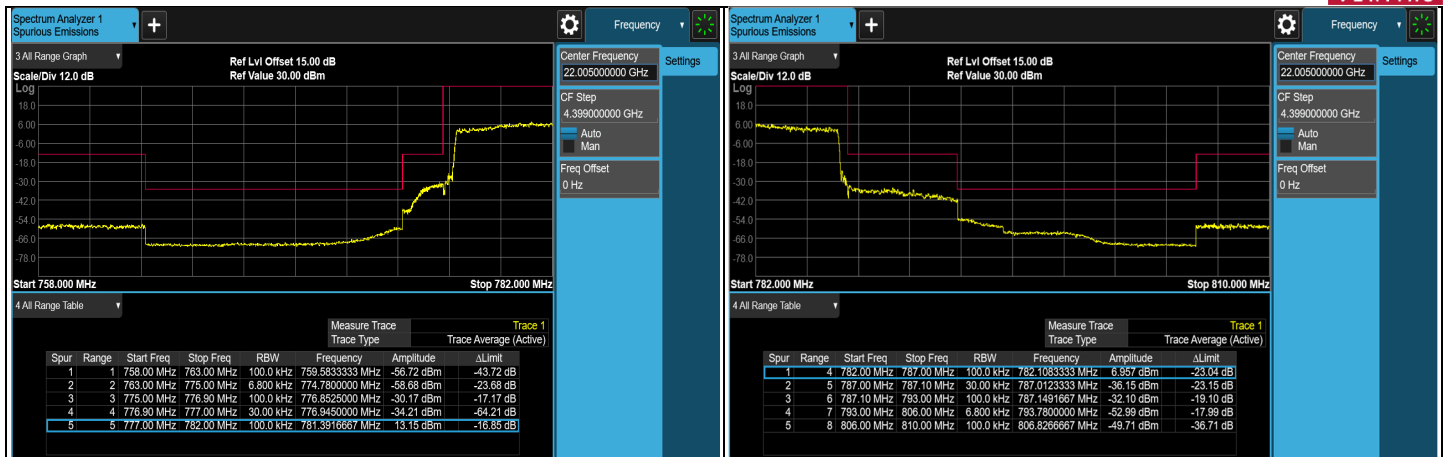 Spectrum Analyzer 1
Spurious Emissions
+
Frequency
3 All Range Graph
Ref Lvl Offset 15.00 dB
Scale/Div 12.0 dB
Ref Value 30.00 dBm
Log
18.0
6.00
-6.00
-18.0
-30.0
-42.0
-54.0
-66.0
-78.0
Start 758.000 MHz
Stop 782.000 MHz
4 All Range Table
Measure Trace Trace 1
Trace Type Trace Average (Active)
Spur Range Start Freq Stop Freq RBW Frequency Amplitude ΔLimit
1 1 758.00 MHz 763.00 MHz 100.0 kHz 759.5833333 MHz -56.72 dBm -43.72 dB
2 2 763.00 MHz 775.00 MHz 6.800 kHz 774.7800000 MHz -58.68 dBm -23.68 dB
3 3 775.00 MHz 776.90 MHz 100.0 kHz 776.8525000 MHz -30.17 dBm -17.17 dB
4 4 776.90 MHz 777.00 MHz 30.00 kHz 776.9450000 MHz -34.21 dBm -64.21 dB
5 5 777.00 MHz 782.00 MHz 100.0 kHz 781.3916667 MHz 13.15 dBm -16.85 dB
Center Frequency
22.005000000 GHz
Settings
CF Step
4.399000000 GHz
Auto
Man
Freq Offset
0 Hz
Spectrum Analyzer 1
Spurious Emissions
+
Frequency
3 All Range Graph
Ref Lvl Offset 15.00 dB
Scale/Div 12.0 dB
Ref Value 30.00 dBm
Log
18.0
6.00
-6.00
-18.0
-30.0
-42.0
-54.0
-66.0
-78.0
Start 782.000 MHz
Stop 810.000 MHz
4 All Range Table
Measure Trace Trace 1
Trace Type Trace Average (Active)
Spur Range Start Freq Stop Freq RBW Frequency Amplitude ΔLimit
1 4 782.00 MHz 787.00 MHz 100.0 kHz 782.1083333 MHz 6.957 dBm -23.04 dB
2 5 787.00 MHz 787.10 MHz 30.00 kHz 787.0123333 MHz -36.15 dBm -23.15 dB
3 6 787.10 MHz 793.00 MHz 100.0 kHz 787.1491667 MHz -32.10 dBm -19.10 dB
4 7 793.00 MHz 806.00 MHz 6.800 kHz 793.7800000 MHz -52.99 dBm -17.99 dB
5 8 806.00 MHz 810.00 MHz 100.0 kHz 806.8266667 MHz -49.71 dBm -36.71 dB
Center Frequency
22.005000000 GHz
Settings
CF Step
4.399000000 GHz
Auto
Man
Freq Offset
0 Hz